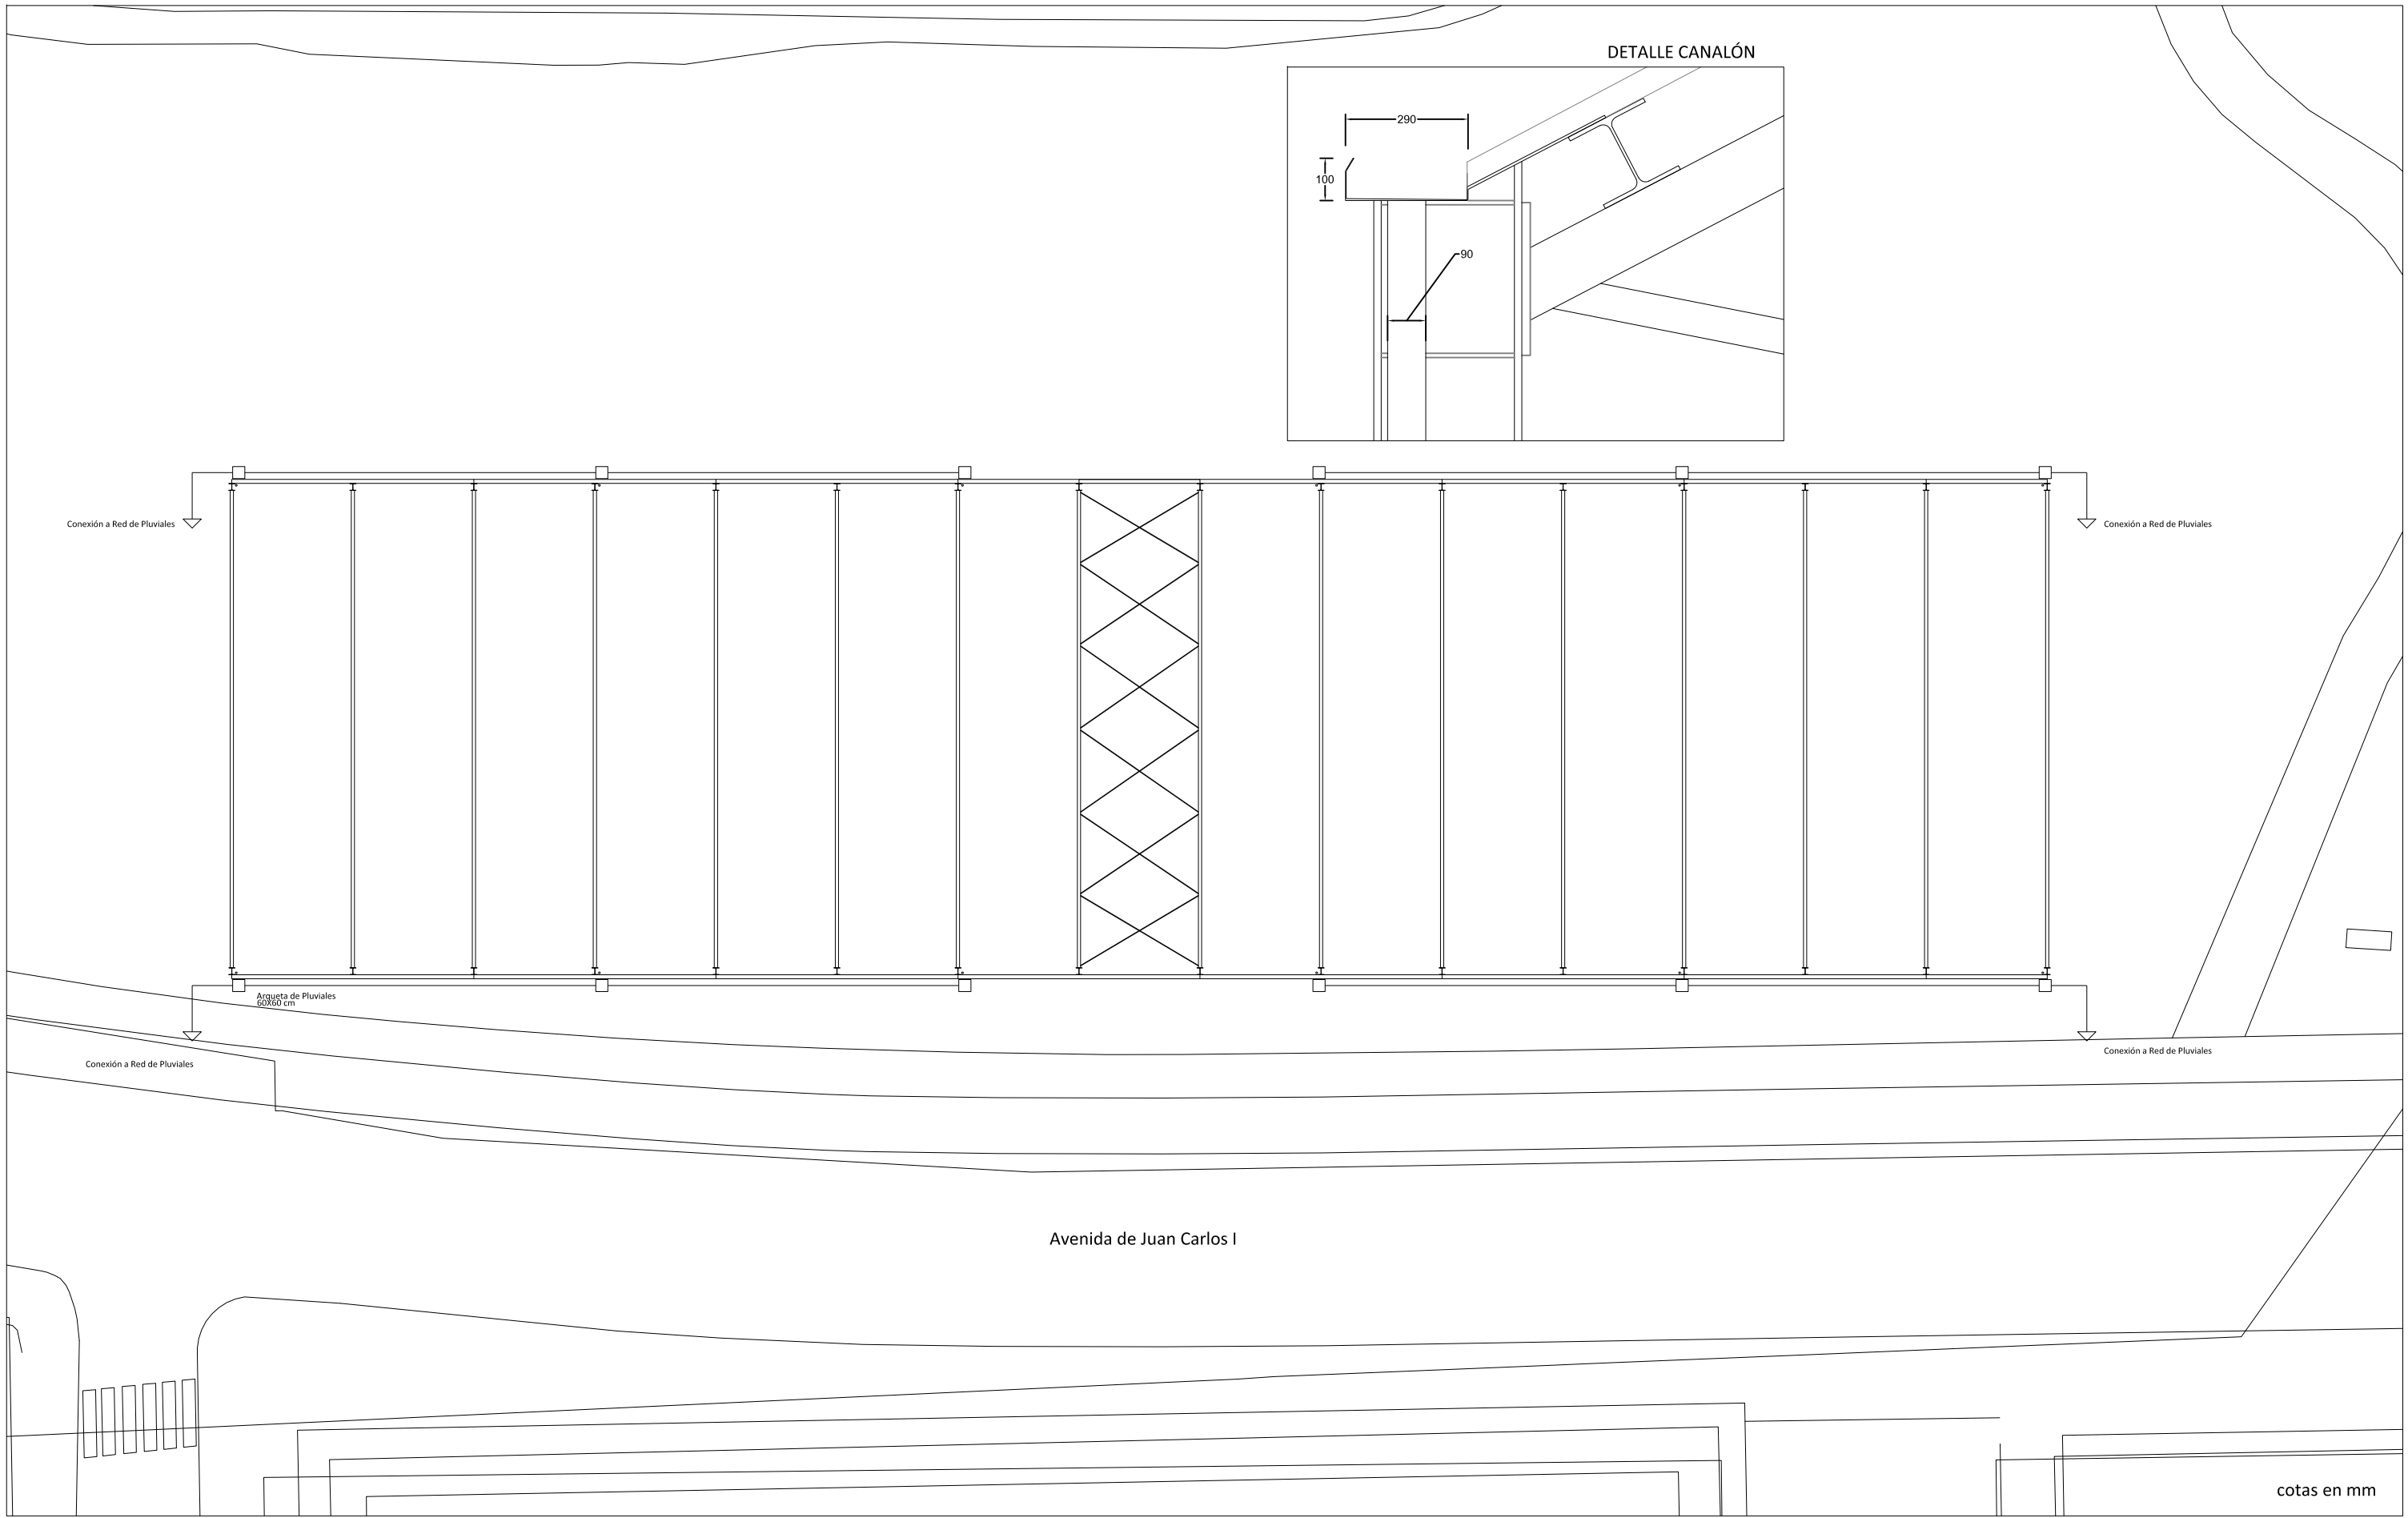 DETALLE CANALÓN
290
100
90
Conexión a Red de Pluviales
Conexión a Red de Pluviales
Arqueta de Pluviales
60X60 cm
Conexión a Red de Pluviales
Conexión a Red de Pluviales
Avenida de Juan Carlos I
cotas en mm